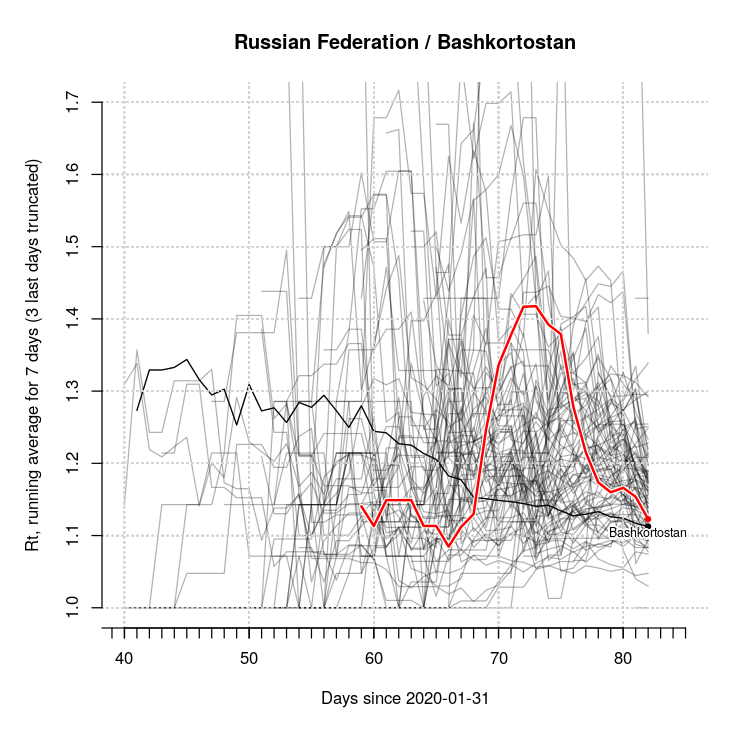 Russian Federation / Bashkortostan
Rt, running average for 7 days (3 last days truncated)
1.7
1.6
1.5
1.4
1.3
1.2
1.1
1.0
Bashkortostan
40 50 60 70 80
Days since 2020-01-31